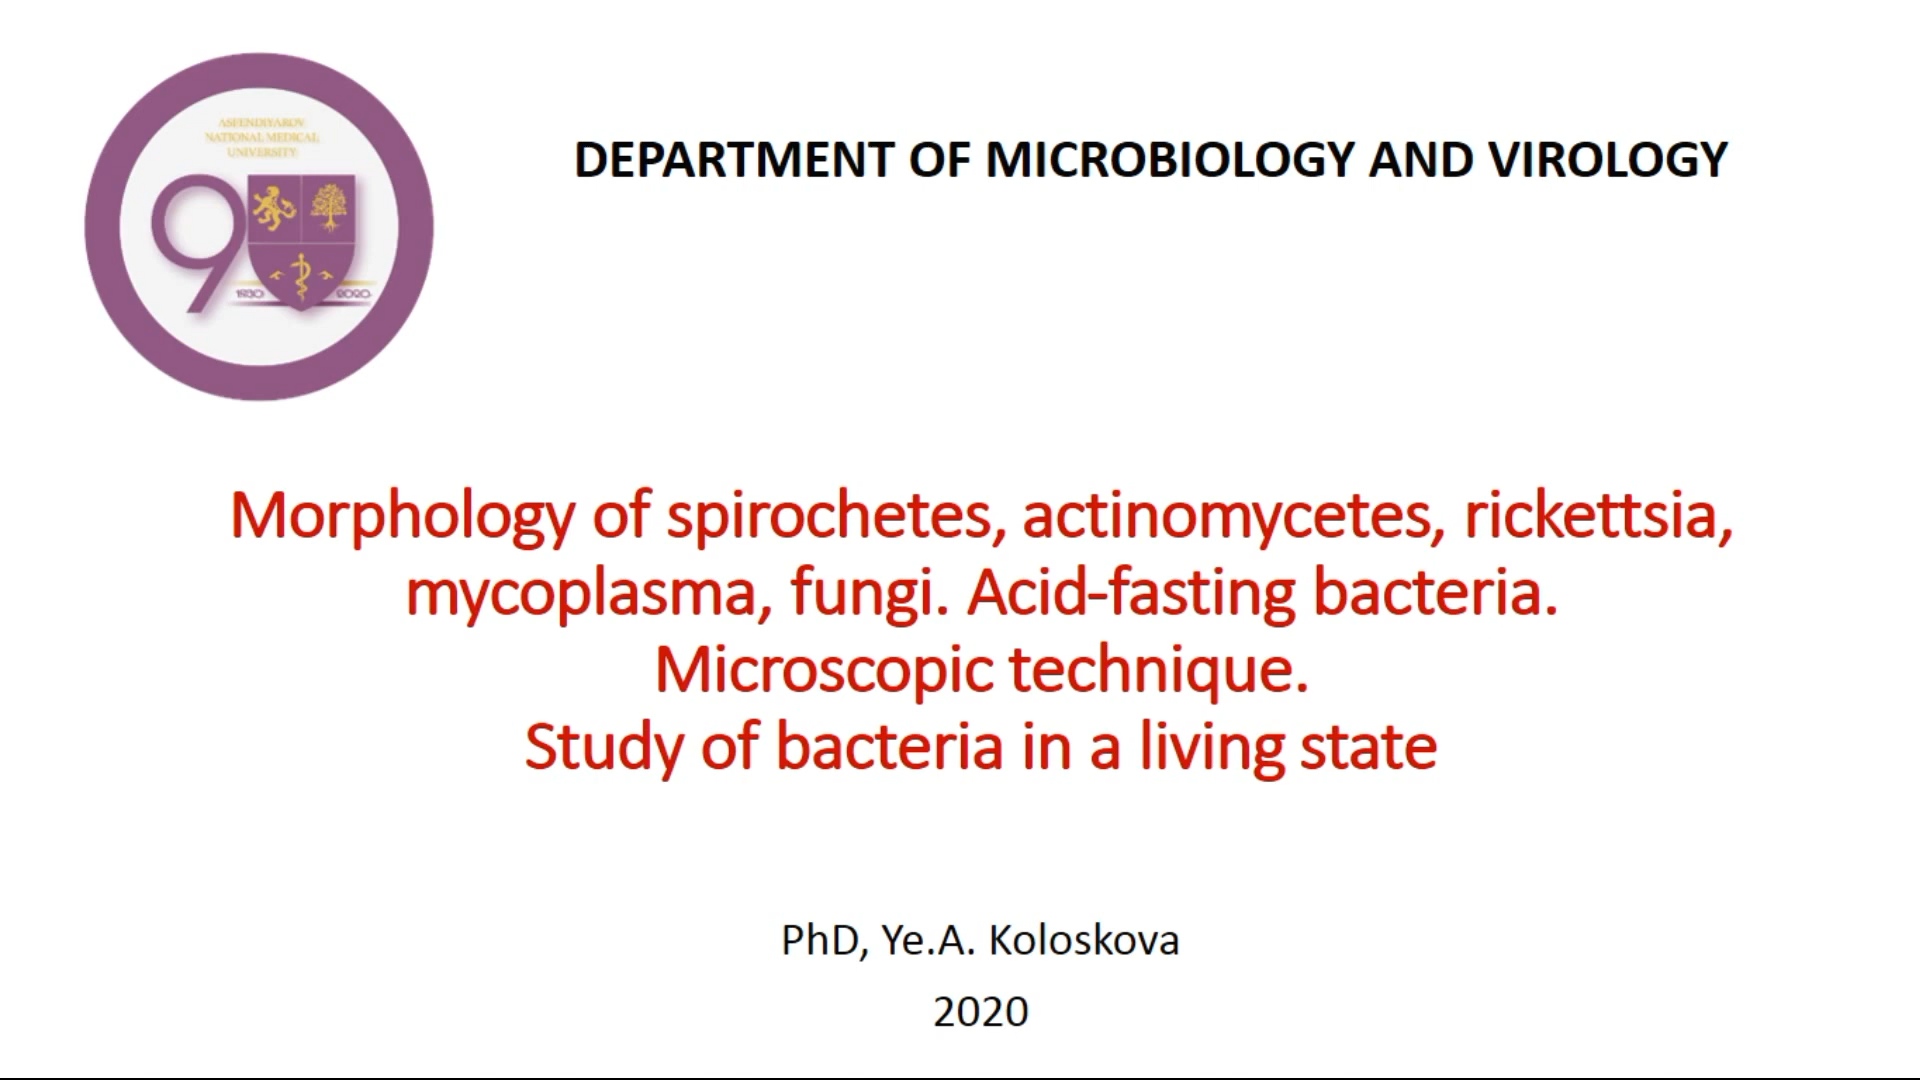 ASFENDIYAROV
NATIONAL MEDICAL
UNIVERSITY
90
1930 2020
DEPARTMENT OF MICROBIOLOGY AND VIROLOGY
Morphology of spirochetes, actinomycetes, rickettsia,
mycoplasma, fungi. Acid-fasting bacteria.
Microscopic technique.
Study of bacteria in a living state
PhD, Ye.A. Koloskova
2020